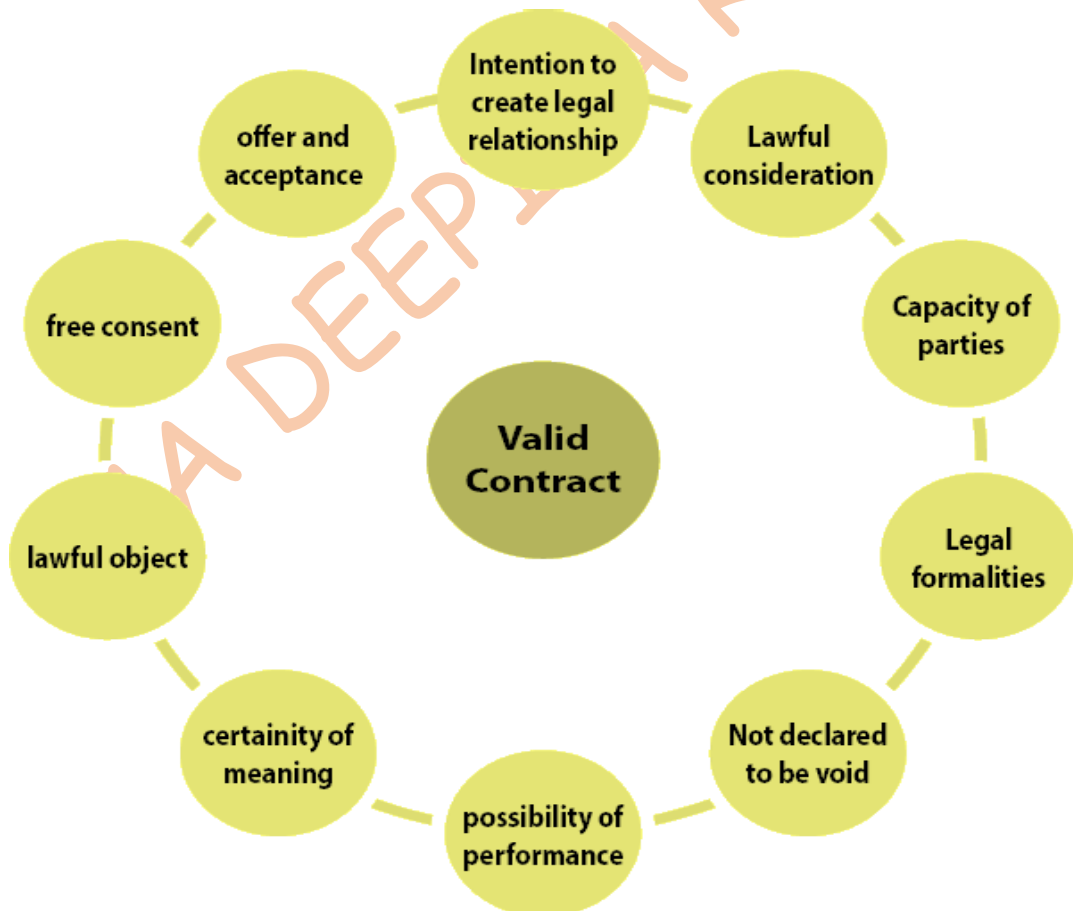 Intention to
create legal
relationship
Lawful
consideration
Capacity of
parties
Legal
formalities
Not declared
to be void
possibility of
performance
certainity of
meaning
lawful object
free consent
offer and
acceptance
Valid
Contract